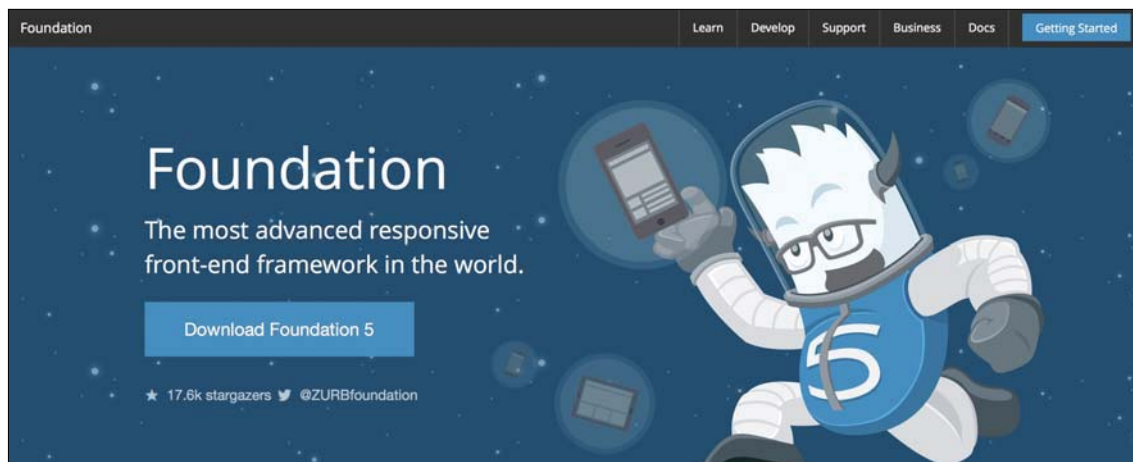 Foundation
Learn Develop Support Business Docs Getting Started
Foundation
The most advanced responsive
front-end framework in the world.
Download Foundation 5
17.6k stargazers @ZURBfoundation
5